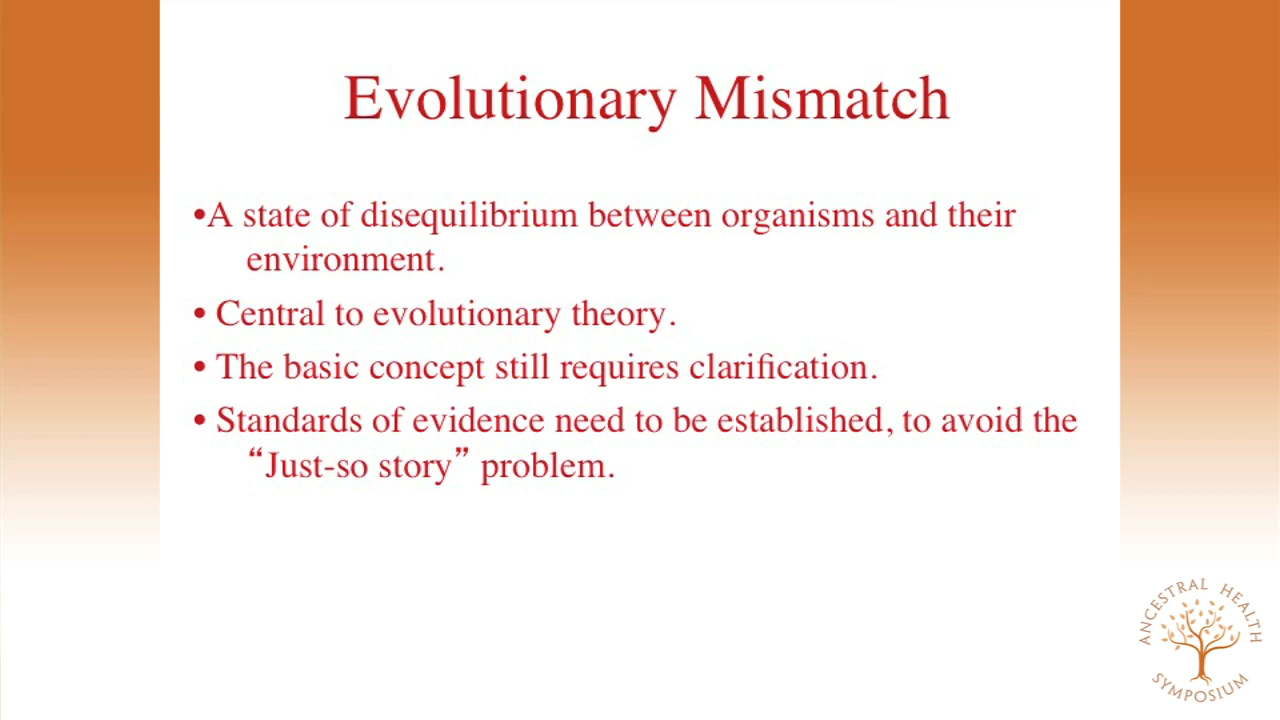 Evolutionary Mismatch
•A state of disequilibrium between organisms and their
environment.
• Central to evolutionary theory.
• The basic concept still requires clarification.
• Standards of evidence need to be established, to avoid the
“Just-so story” problem.
ANCESTRAL HEALTH
SYMPOSIUM